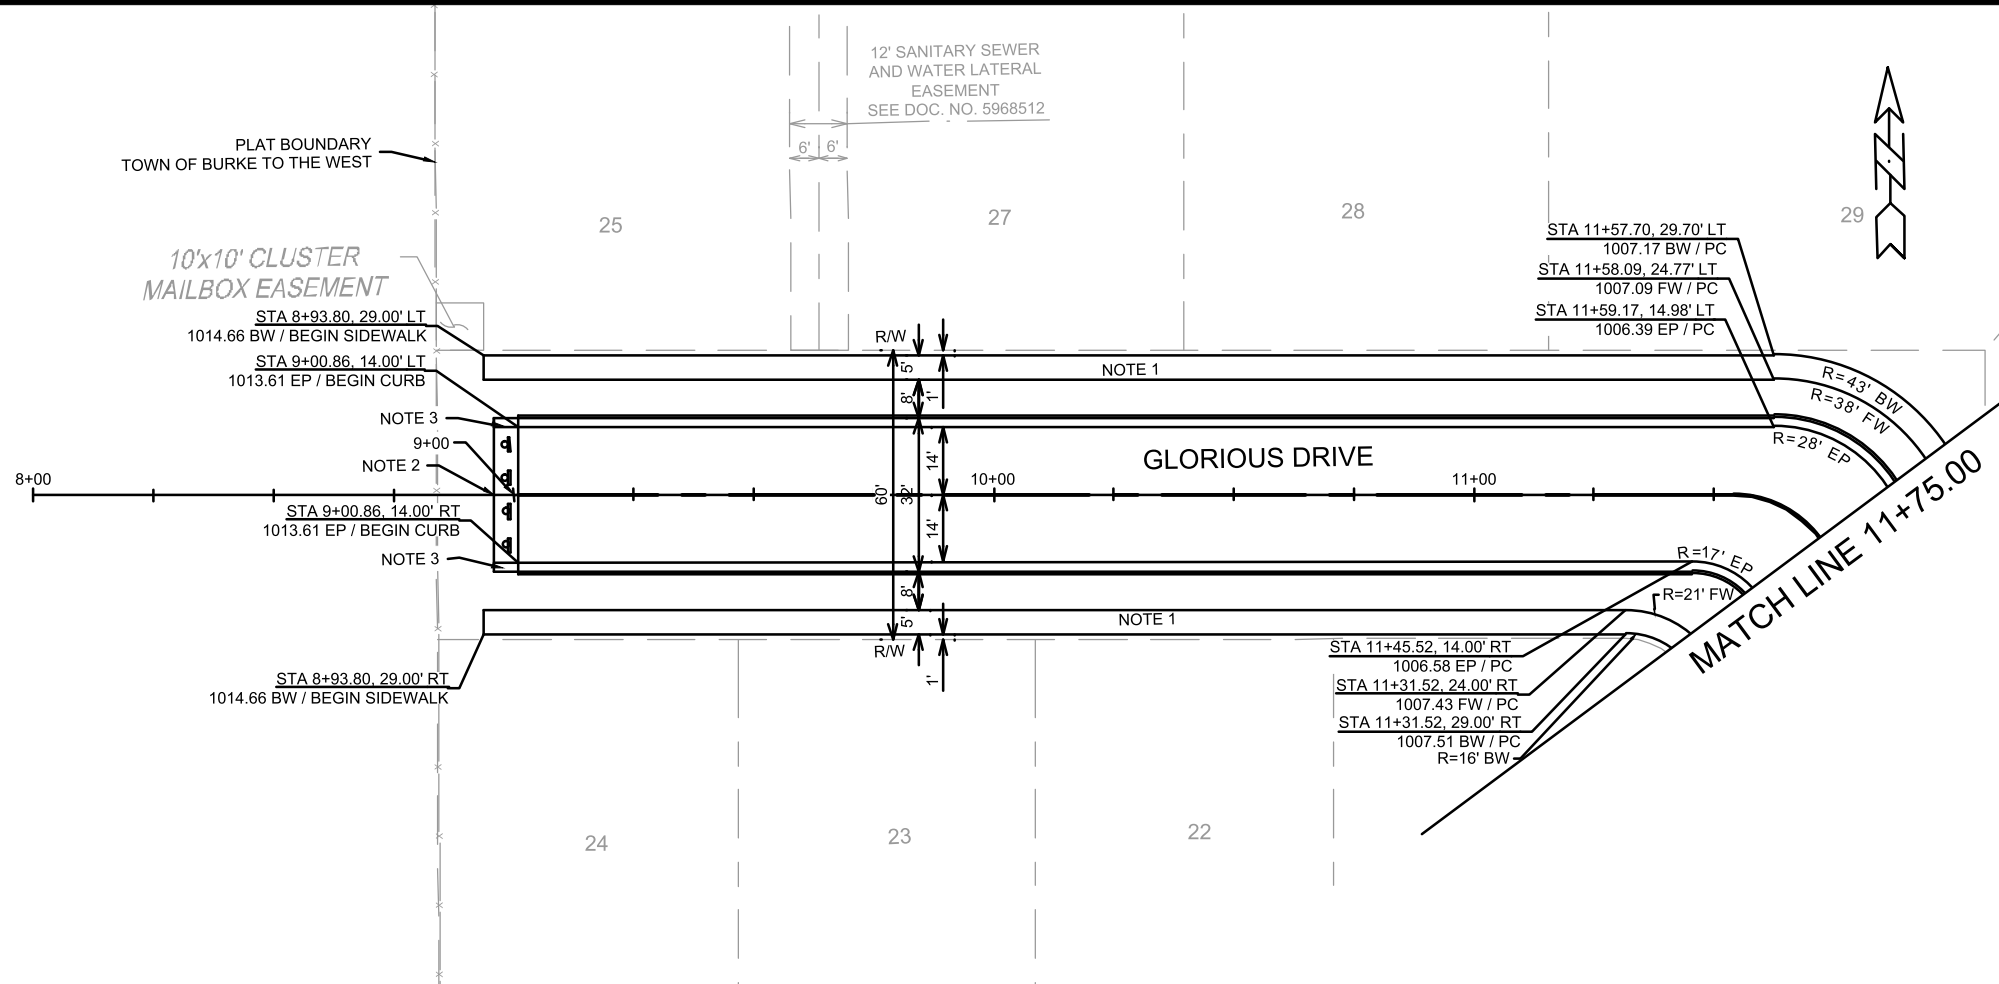 12' SANITARY SEWER
AND WATER LATERAL
EASEMENT
SEE DOC. NO. 5968512
6' 6'
PLAT BOUNDARY
TOWN OF BURKE TO THE WEST
N
25
27
28
29
10'x10' CLUSTER
MAILBOX EASEMENT
STA 8+93.80, 29.00' LT
1014.66 BW / BEGIN SIDEWALK
STA 9+00.86, 14.00' LT
1013.61 EP / BEGIN CURB
NOTE 3
9+00
NOTE 2
8+00
STA 9+00.86, 14.00' RT
1013.61 EP / BEGIN CURB
NOTE 3
STA 8+93.80, 29.00' RT
1014.66 BW / BEGIN SIDEWALK
R/W
5'
1'
8'
14'
60'
32'
14'
8'
5'
R/W
1'
NOTE 1
GLORIOUS DRIVE
10+00
11+00
NOTE 1
STA 11+57.70, 29.70' LT
1007.17 BW / PC
STA 11+58.09, 24.77' LT
1007.09 FW / PC
STA 11+59.17, 14.98' LT
1006.39 EP / PC
R=43' BW
R=38' FW
R=28' EP
MATCH LINE 11+75.00
R=17' EP
R=21' FW
STA 11+45.52, 14.00' RT
1006.58 EP / PC
STA 11+31.52, 24.00' RT
1007.43 FW / PC
STA 11+31.52, 29.00' RT
1007.51 BW / PC
R=16' BW
24
23
22